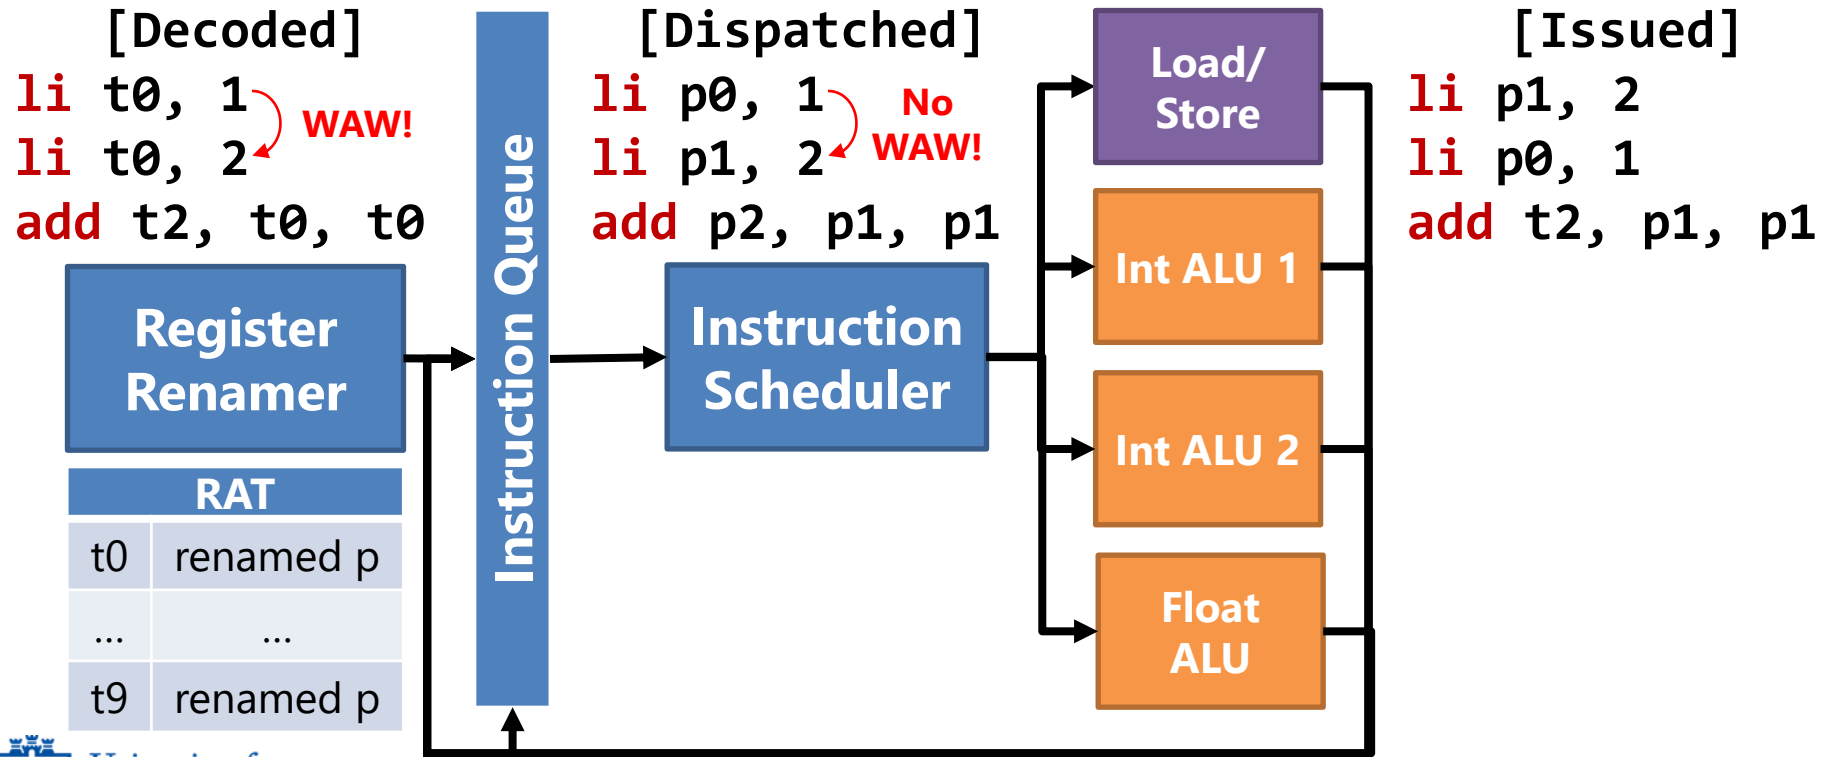 [Decoded]
li t0, 1
WAW!
li t0, 2
add t2, t0, t0
Register
Renamer
RAT
t0 renamed p
... ...
t9 renamed p
Instruction Queue
[Dispatched]
li p0, 1
No
WAW!
li p1, 2
add p2, p1, p1
Instruction
Scheduler
Load/
Store
Int ALU 1
Int ALU 2
Float
ALU
[Issued]
li p1, 2
li p0, 1
add t2, p1, p1